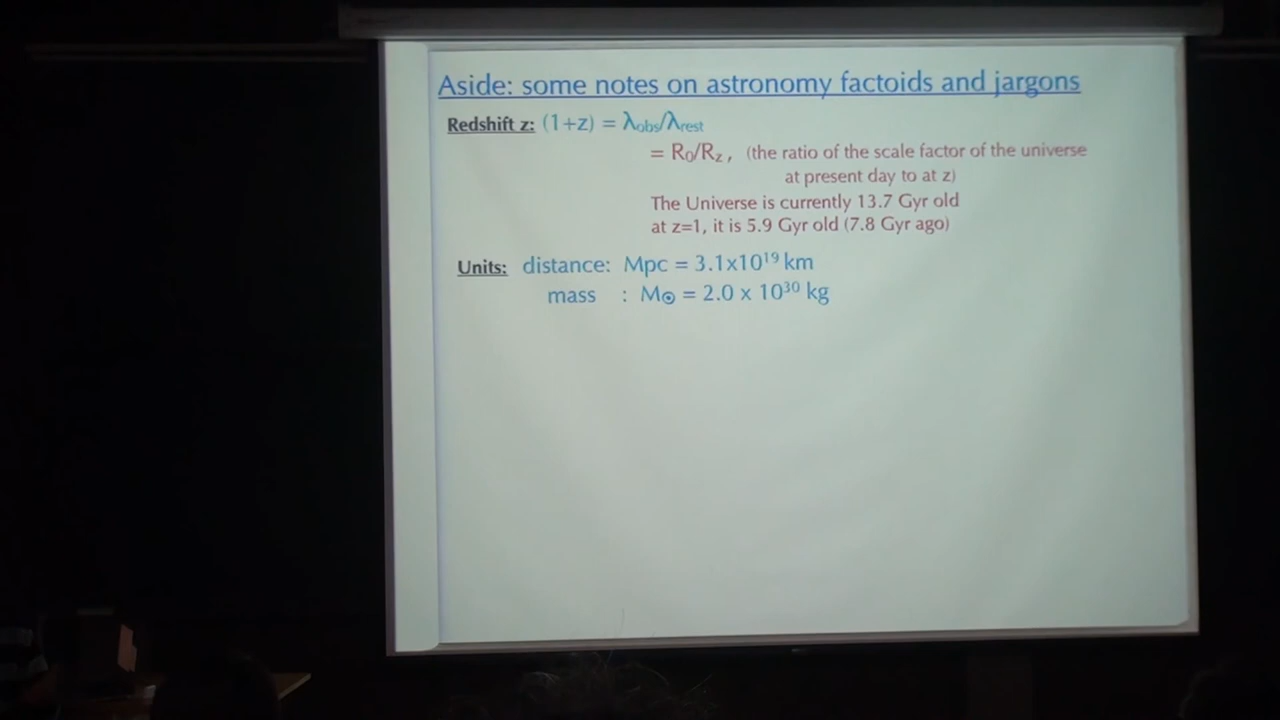 Aside: some notes on astronomy factoids and jargons
Redshift z: (1+z) = λobs/λrest
= R₀/Rz , (the ratio of the scale factor of the universe
at present day to at z)
The Universe is currently 13.7 Gyr old
at z=1, it is 5.9 Gyr old (7.8 Gyr ago)
Units: distance: Mpc = 3.1x10¹⁹ km
mass : M☉ = 2.0 x 10³⁰ kg